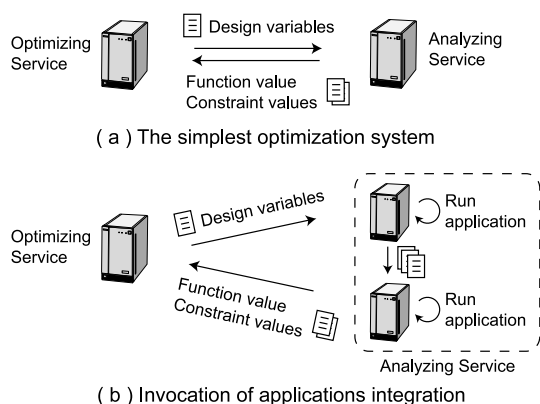 Optimizing
Service
Design variables
Function value
Constraint values
Analyzing
Service
( a ) The simplest optimization system
Optimizing
Service
Design variables
Function value
Constraint values
Run
application
Run
application
Analyzing Service
( b ) Invocation of applications integration